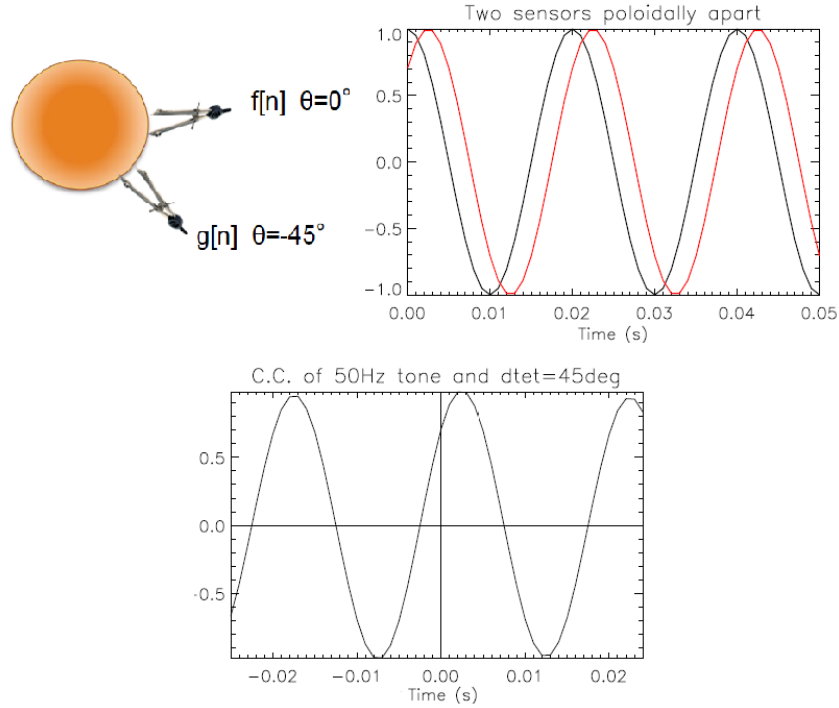 Two sensors poloidally apart
f[n] θ=0°
g[n] θ=-45°
1.0
0.5
0.0
-0.5
-1.0
0.00 0.01 0.02 0.03 0.04 0.05
Time (s)
C.C. of 50Hz tone and dtet=45deg
0.5
0.0
-0.5
-0.02 -0.01 0.00 0.01 0.02
Time (s)